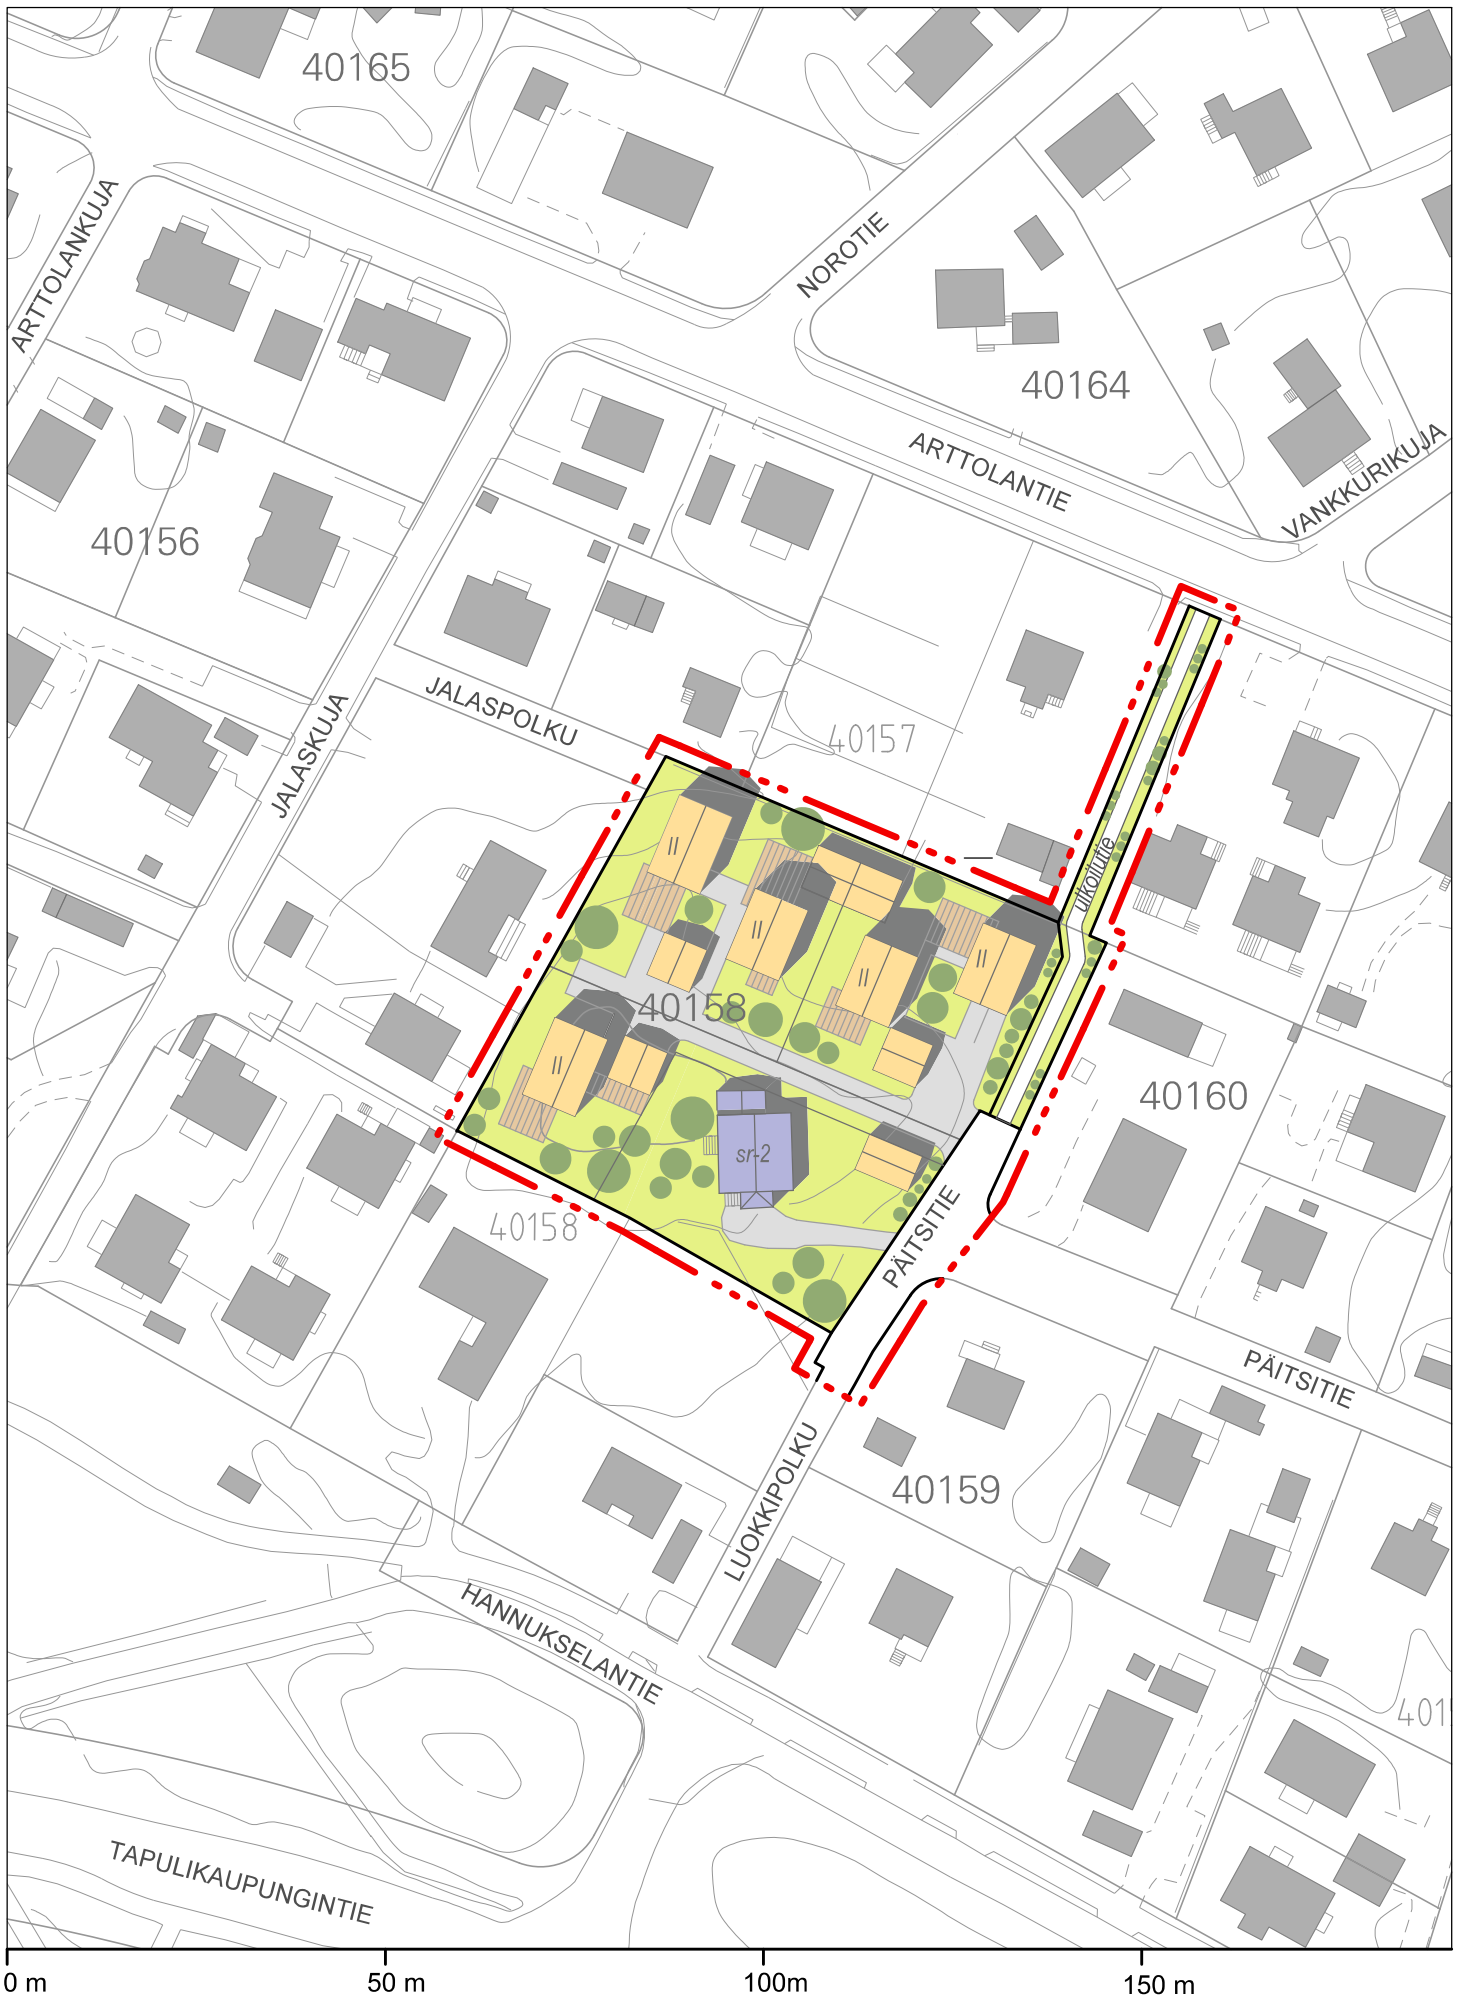 40165
ARTTOLANKUJA
NOROTIE
40164
ARTTOLANTIE
VANKKURIKUJA
40156
JALASPOLKU
JALASKUJA
40157
ulkoilutie
II
II
II
II
40158
II
40160
sr-2
PÄITSITIE
40158
PÄITSITIE
LUOKKIPOLKU
40159
HANNUKSELANTIE
401
TAPULIKAUPUNGINTIE
0 m
50 m
100m
150 m